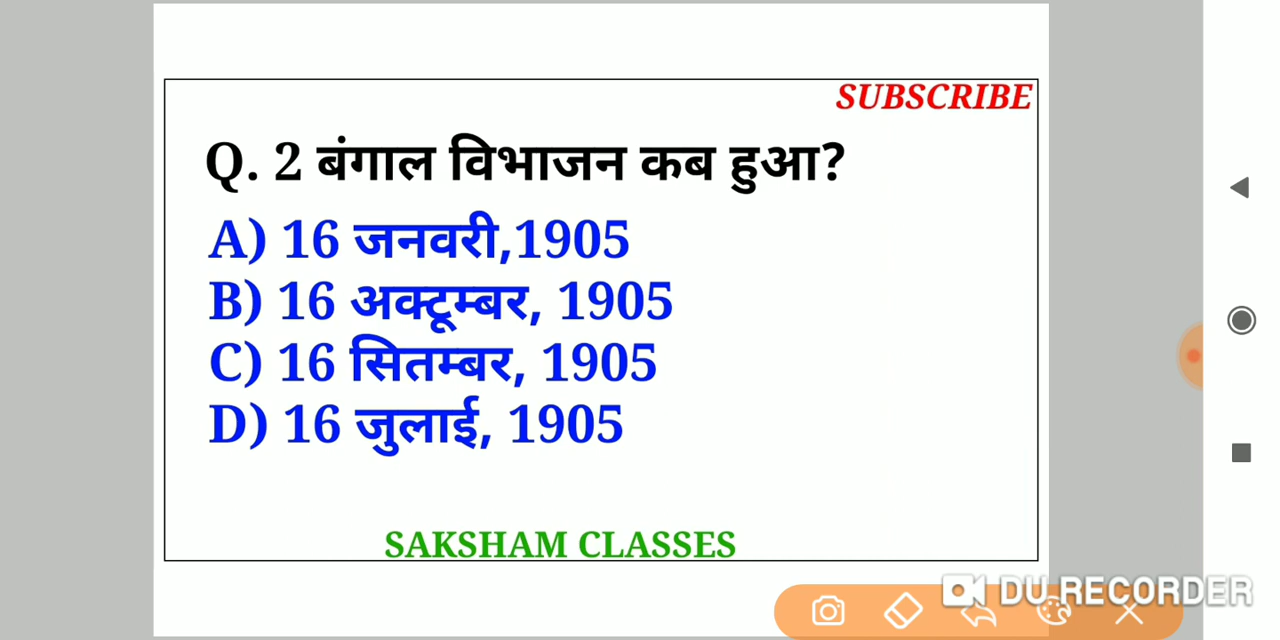 SUBSCRIBE
Q. 2 बंगाल विभाजन कब हुआ?
A) 16 जनवरी,1905
B) 16 अक्टूम्बर, 1905
C) 16 सितम्बर, 1905
D) 16 जुलाई, 1905
SAKSHAM CLASSES
DU RECORDER